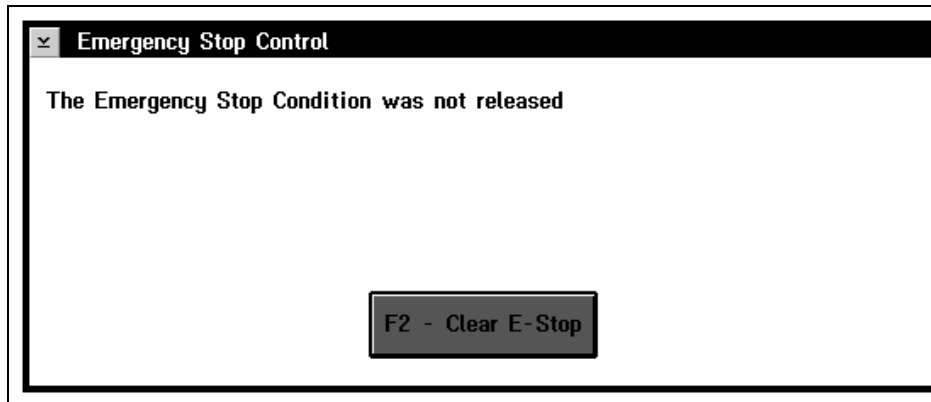 Emergency Stop Control
The Emergency Stop Condition was not released
F2 - Clear E-Stop